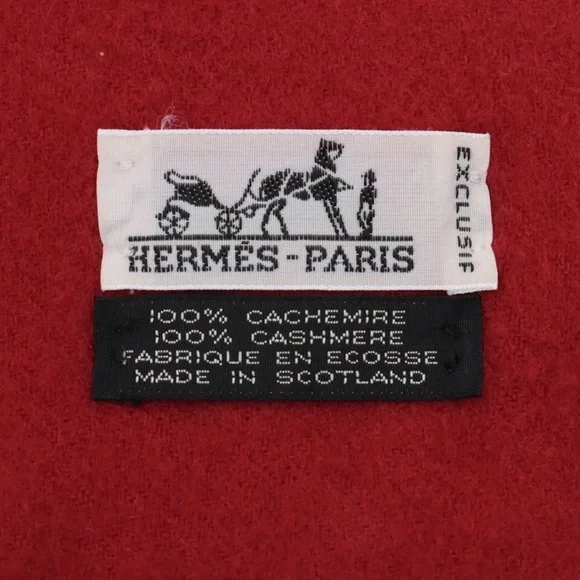 HERMÈS-PARIS
EXCLUSIF
100% CACHEMIRE
100% CASHMERE
FABRIQUE EN ECOSSE
MADE IN SCOTLAND